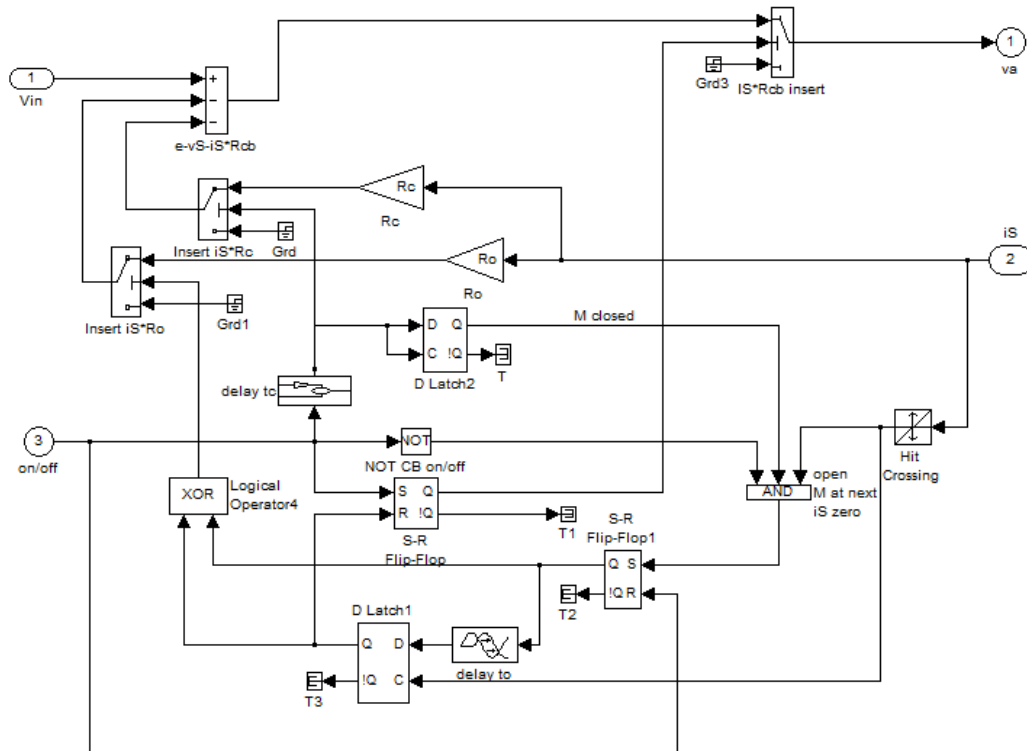 1
Vin
+
−
−
e-vS-iS*Rcb
Grd3
IS*Rcb insert
1
va
Rc
Rc
Insert iS*Rc
Grd
iS
2
Ro
Ro
Insert iS*Ro
Grd1
D Q
C !Q
D Latch2
M closed
T
delay tc
3
on/off
NOT
NOT CB on/off
Hit
Crossing
AND
open
M at next
iS zero
XOR
Logical
Operator4
S Q
R !Q
S-R
Flip-Flop
T1
S-R
Flip-Flop1
Q S
!Q R
T2
D Latch1
Q D
!Q C
T3
delay to